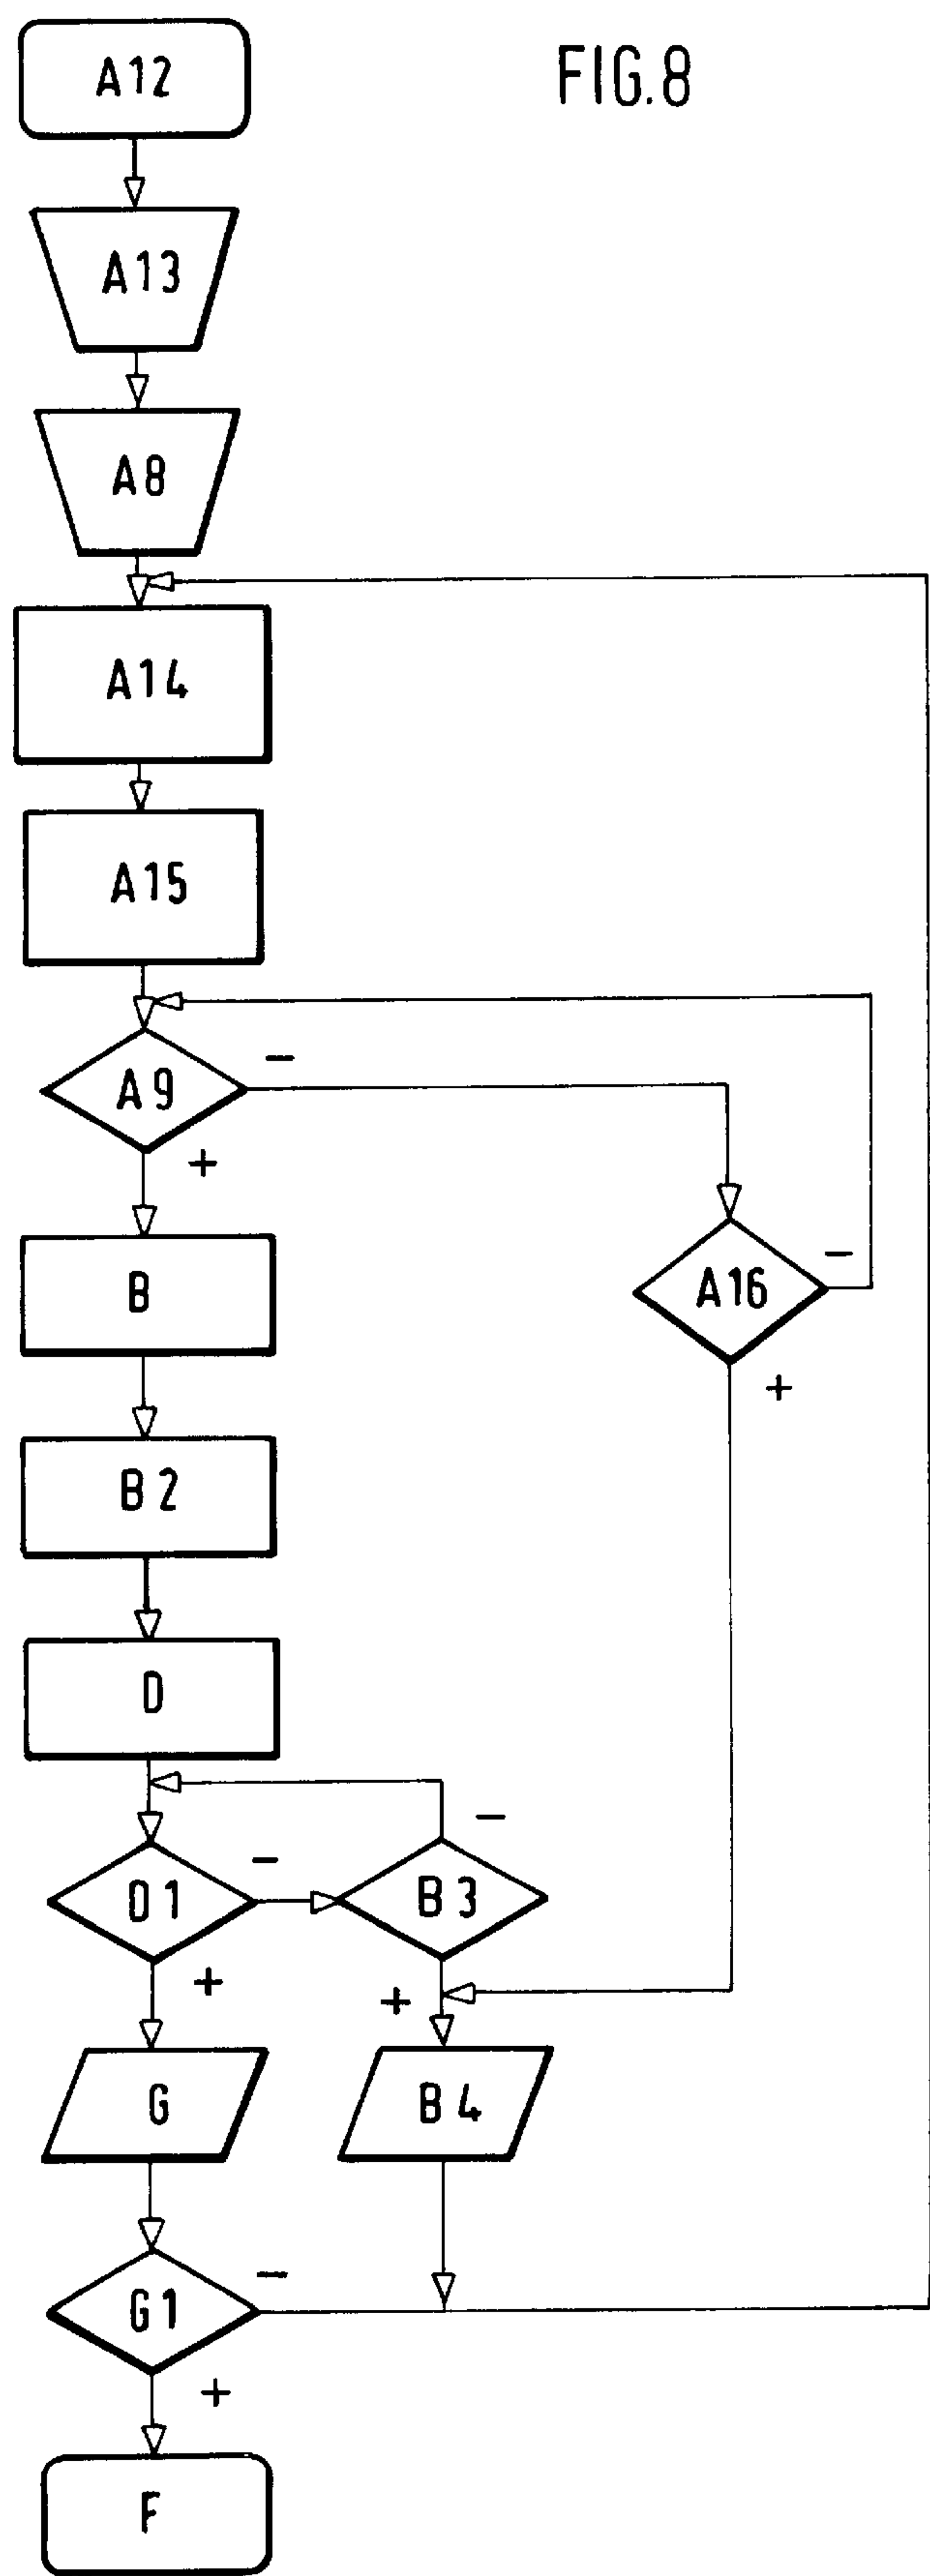 FIG.8
A12
A13
A8
A14
A15
A9
−
+
B
A16
−
+
B2
D
−
D1
−
B3
+
+
G
B4
G1
−
+
F